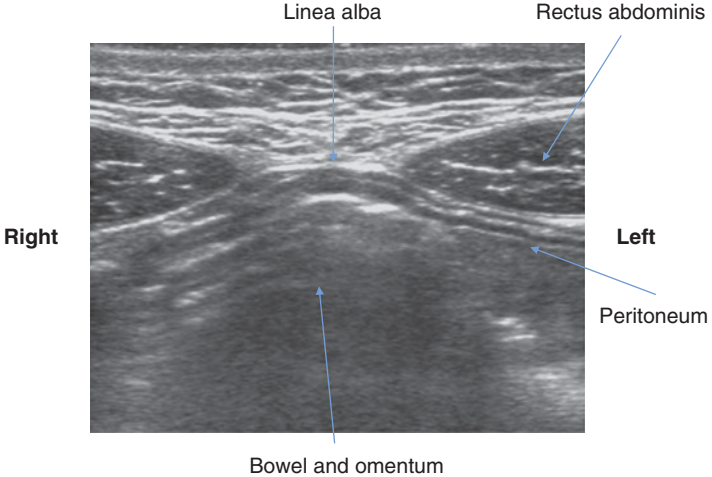 Linea alba
Rectus abdominis
Right
Left
Peritoneum
Bowel and omentum